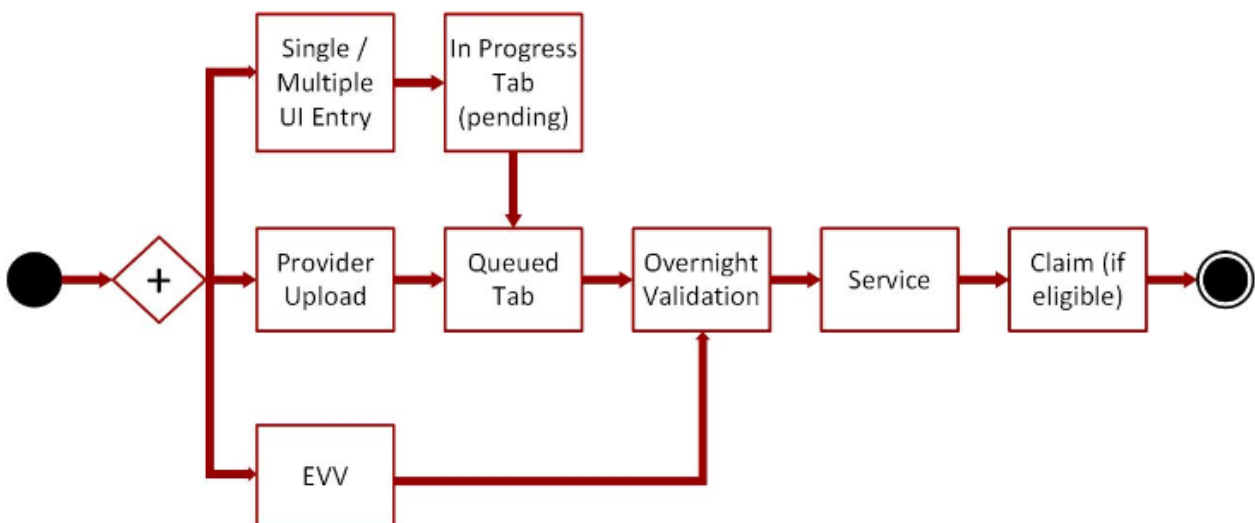 Single /
Multiple
UI Entry
In Progress
Tab
(pending)
+
Provider
Upload
Queued
Tab
Overnight
Validation
Service
Claim (if
eligible)
EVV